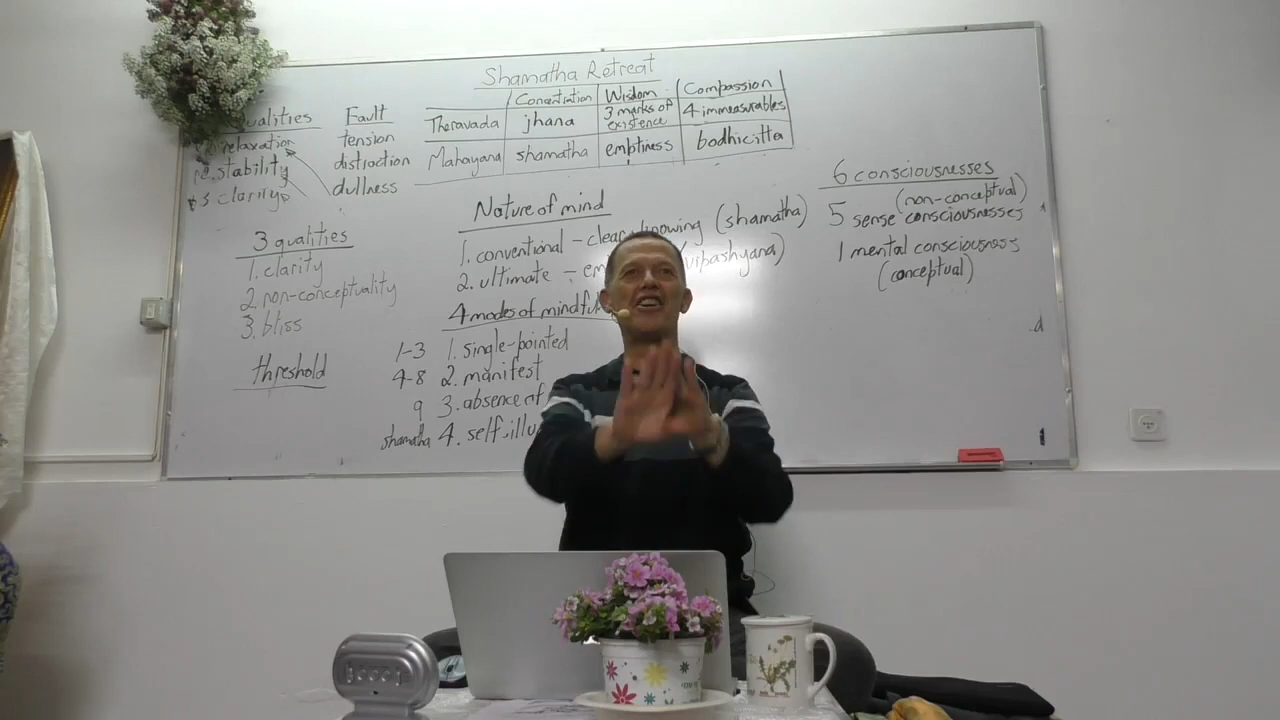 Shamatha Retreat
Concentration Wisdom Compassion
Theravada jhana 3 marks of existence 4 immeasurables
Mahayana shamatha emptiness bodhicitta
Fault
relaxation tension
2. stability distraction
3 clarity dullness
3 qualities
1. clarity
2. non-conceptuality
3. bliss
threshold
Nature of mind
1. conventional – clear knowing (shamatha)
2. ultimate – (vipashyana)
4 modes of
1-3 1. single-pointed
4-8 2. manifest
9 3. absence of
shamatha 4.
6 consciousnesses
(non-conceptual)
5 sense consciousnesses
1 mental consciousness
(conceptual)